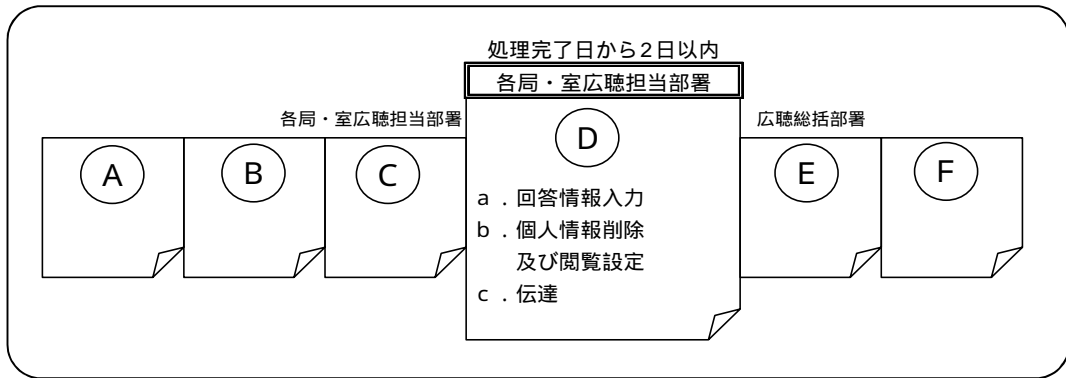 処理完了日から2日以内
各局・室広聴担当部署
各局・室広聴担当部署
広聴総括部署
A
B
C
D
E
F
a．回答情報入力
b．個人情報削除
及び閲覧設定
c．伝達